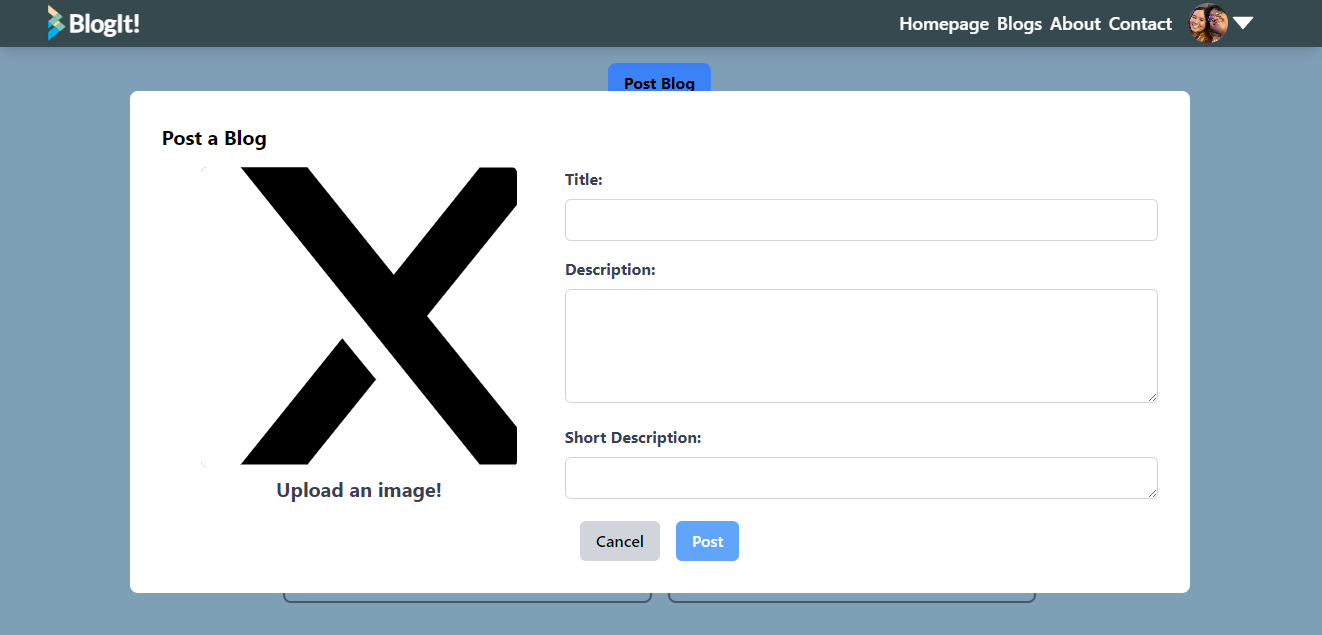 BlogIt!
Homepage Blogs About Contact
Post Blog
Post a Blog
Title:
Description:
Short Description:
Upload an image!
Cancel Post